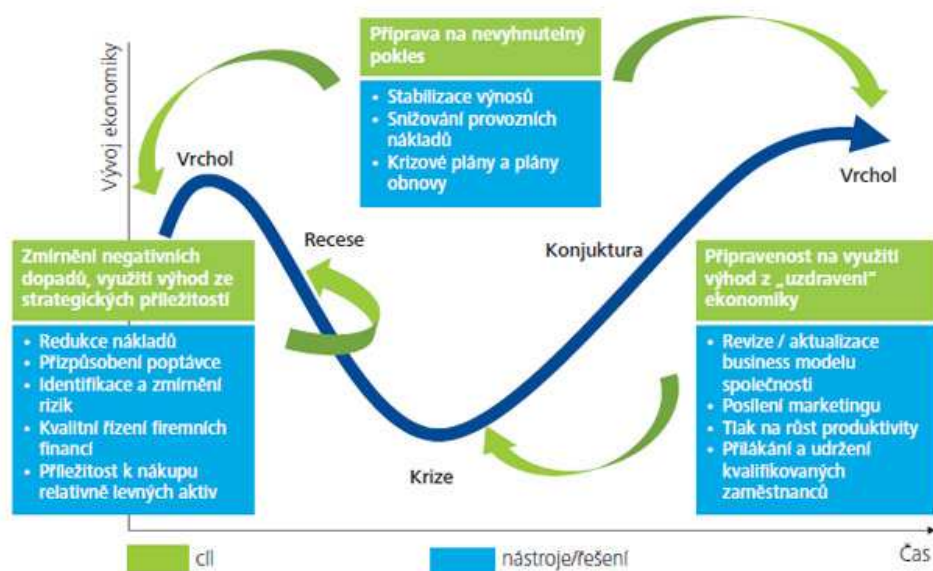 Příprava na nevyhnutelný
pokles
• Stabilizace výnosů
• Snižování provozních
nákladů
• Krizové plány a plány
obnovy
Vývoj ekonomiky
Vrchol
Vrchol
Recese
Konjuktura
Zmírnění negativních
dopadů, využití výhod ze
strategických příležitostí
• Redukce nákladů
• Přizpůsobení poptávce
• Identifikace a zmírnění
rizik
• Kvalitní řízení firemních
financí
• Příležitost k nákupu
relativně levných aktiv
Připravenost na využití
výhod z „uzdravení"
ekonomiky
• Revize / aktualizace
business modelu
společnosti
• Posílení marketingu
• Tlak na růst produktivity
• Přilákání a udržení
kvalifikovaných
zaměstnanců
Krize
Čas
cíl
nástroje/řešení